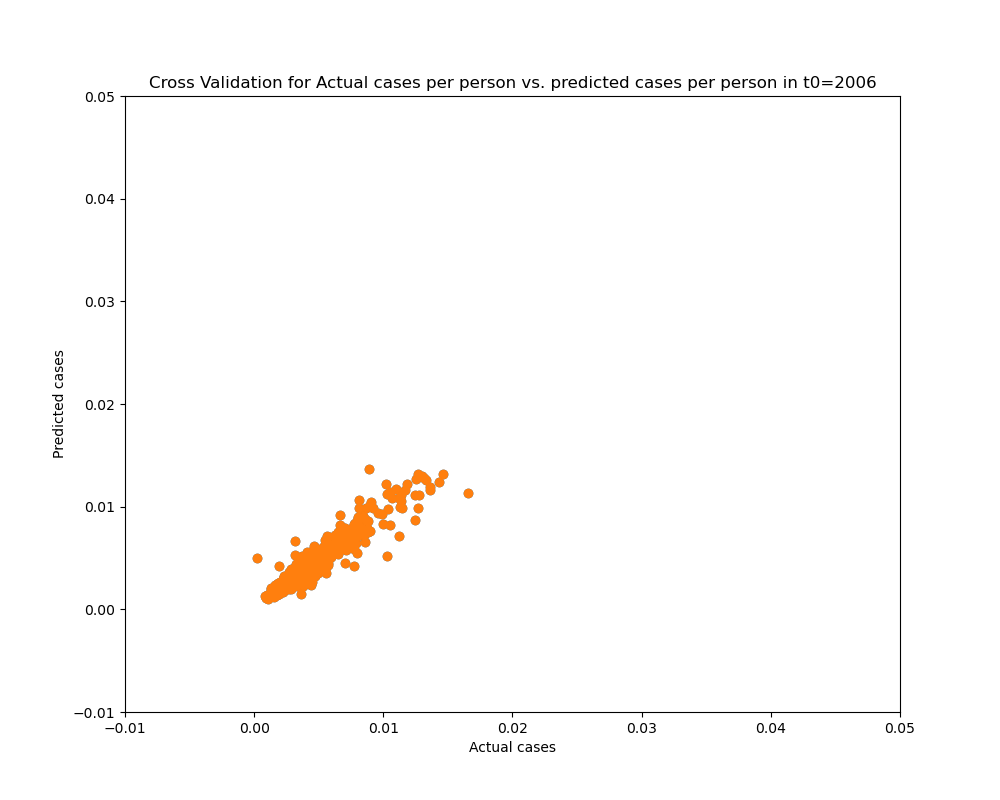 Cross Validation for Actual cases per person vs. predicted cases per person in t0=2006
0.05
0.04
0.03
0.02
0.01
0.00
−0.01
Predicted cases
−0.01 0.00 0.01 0.02 0.03 0.04 0.05
Actual cases